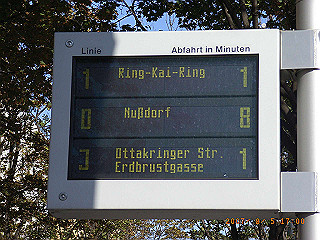 Linie Abfahrt in Minuten
1 Ring-Kai-Ring 1
D Nußdorf 8
J Ottakringer Str. 1
Erdbrustgasse